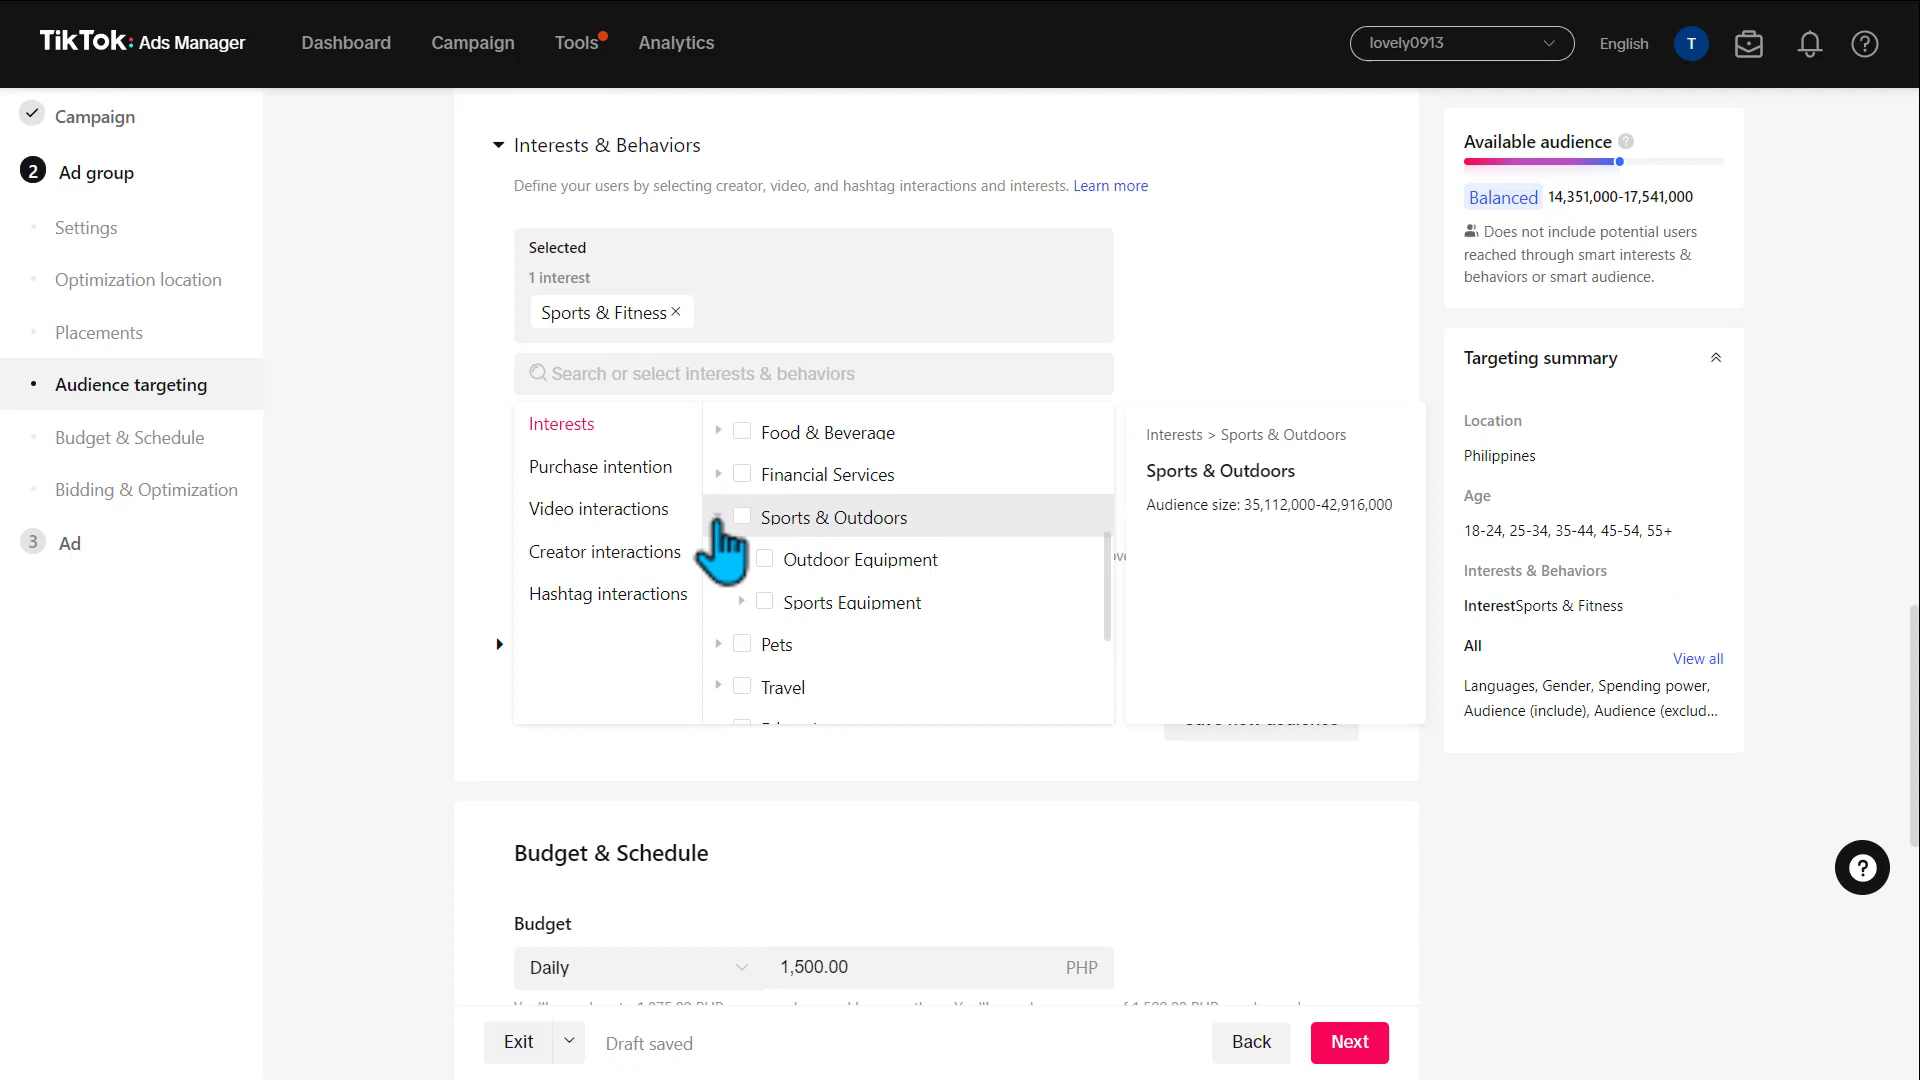 TikTok: Ads Manager
Dashboard
Campaign
Tools
Analytics
lovely0913
English
T
Campaign
2 Ad group
Settings
Optimization location
Placements
Audience targeting
Budget & Schedule
Bidding & Optimization
3 Ad
Interests & Behaviors
Define your users by selecting creator, video, and hashtag interactions and interests. Learn more
Selected
1 interest
Sports & Fitness
Search or select interests & behaviors
Interests
Purchase intention
Video interactions
Creator interactions
Hashtag interactions
Food & Beverage
Financial Services
Sports & Outdoors
Outdoor Equipment
Sports Equipment
Pets
Travel
Interests > Sports & Outdoors
Sports & Outdoors
Audience size: 35,112,000-42,916,000
Budget & Schedule
Budget
Daily
1,500.00
PHP
Exit
Draft saved
Back
Next
Available audience ?
Balanced 14,351,000-17,541,000
Does not include potential users
reached through smart interests &
behaviors or smart audience.
Targeting summary
Location
Philippines
Age
18-24, 25-34, 35-44, 45-54, 55+
Interests & Behaviors
InterestSports & Fitness
All
View all
Languages, Gender, Spending power,
Audience (include), Audience (exclud...
?